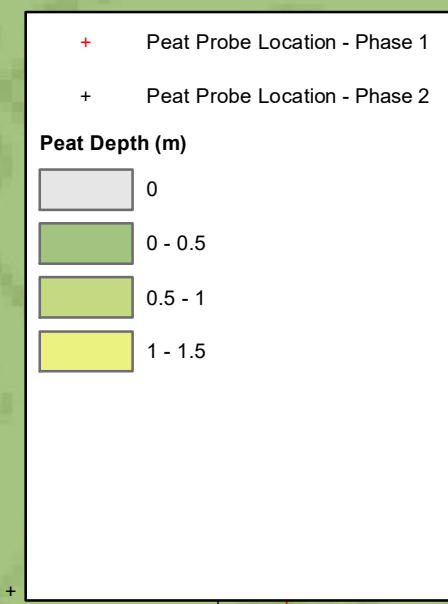 Peat Probe Location - Phase 1
Peat Probe Location - Phase 2
Peat Depth (m)
0
0 - 0.5
0.5 - 1
1 - 1.5